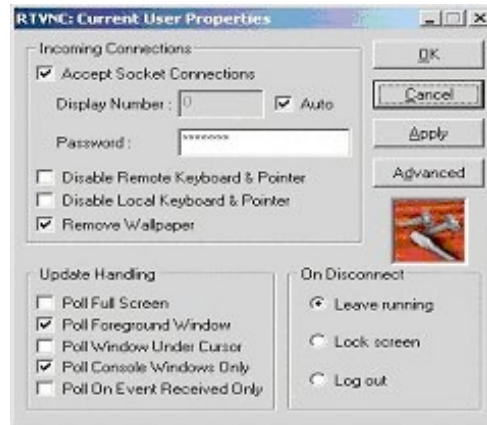 RTVNC: Current User Properties
Incoming Connections
Accept Socket Connections
Display Number : 0 Auto
Password : *******
Disable Remote Keyboard & Pointer
Disable Local Keyboard & Pointer
Remove Wallpaper
OK
Cancel
Apply
Advanced
Update Handling
Poll Full Screen
Poll Foreground Window
Poll Window Under Cursor
Poll Console Windows Only
Poll On Event Received Only
On Disconnect
Leave running
Lock screen
Log out